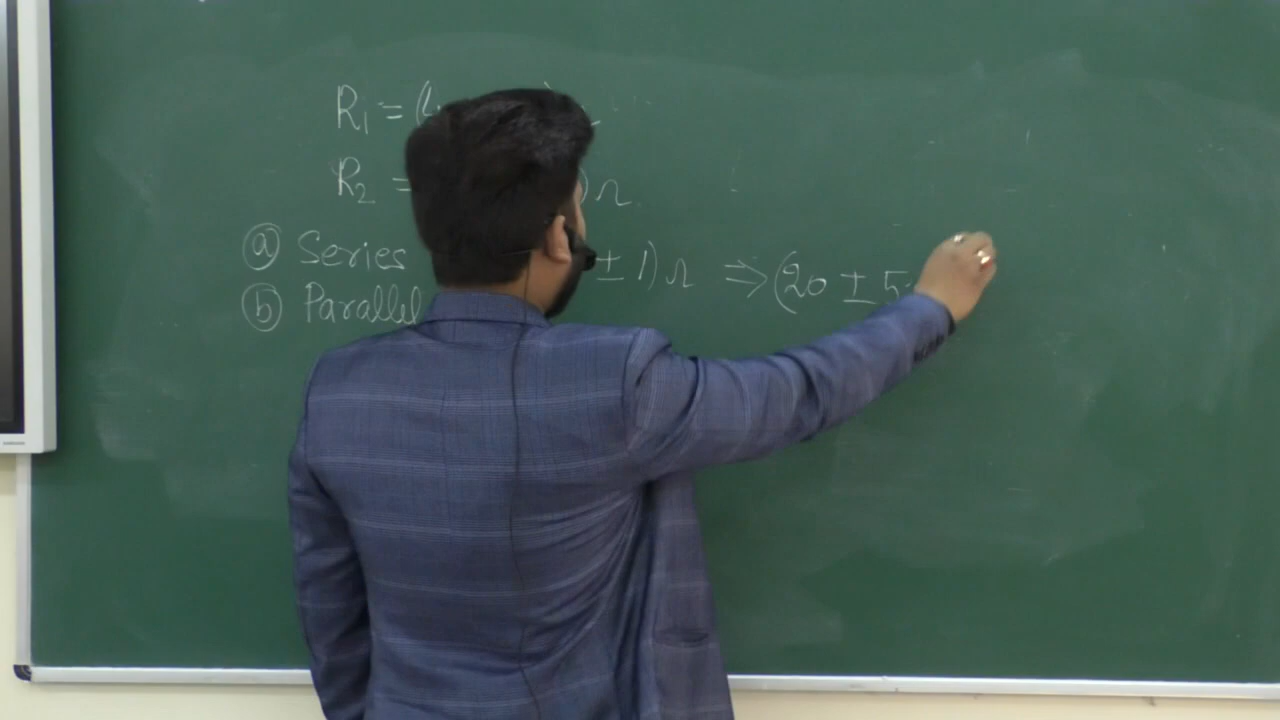 R₁ = (
R₂ = )Ω
ⓐ Series ± 1)Ω ⇒ (20 ± 5
ⓑ Parallel